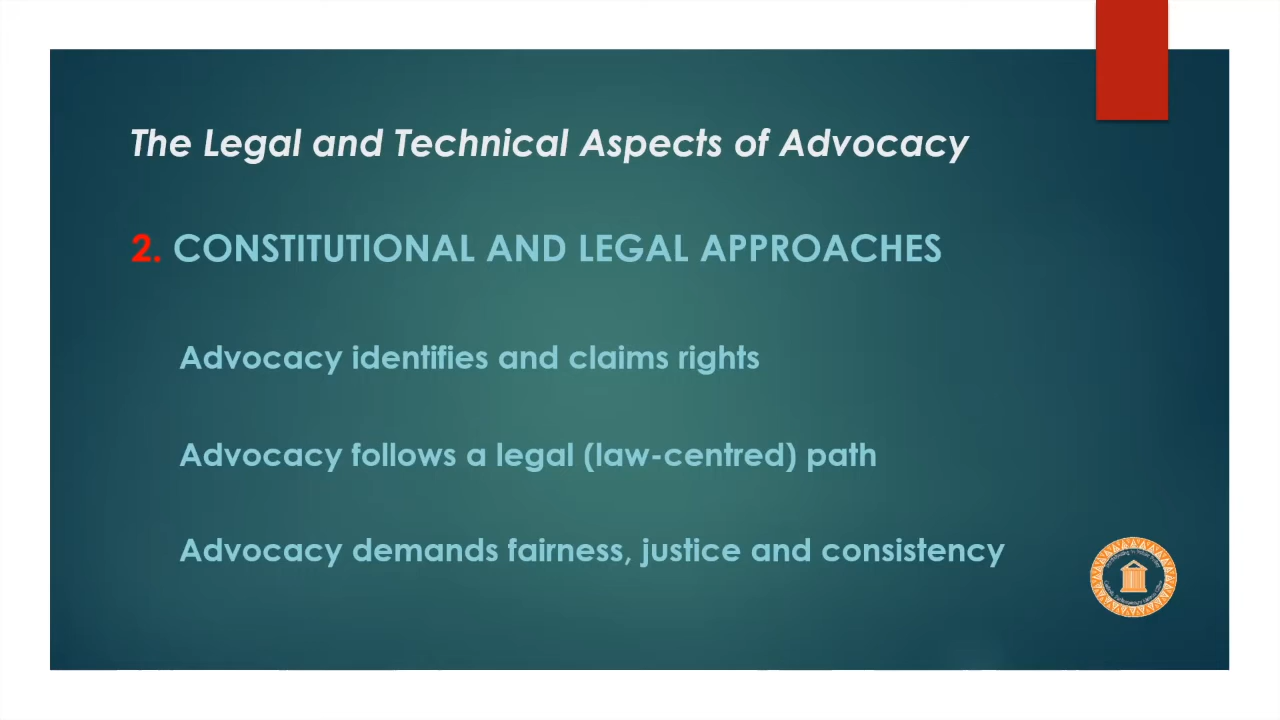 The Legal and Technical Aspects of Advocacy
2. CONSTITUTIONAL AND LEGAL APPROACHES
Advocacy identifies and claims rights
Advocacy follows a legal (law-centred) path
Advocacy demands fairness, justice and consistency